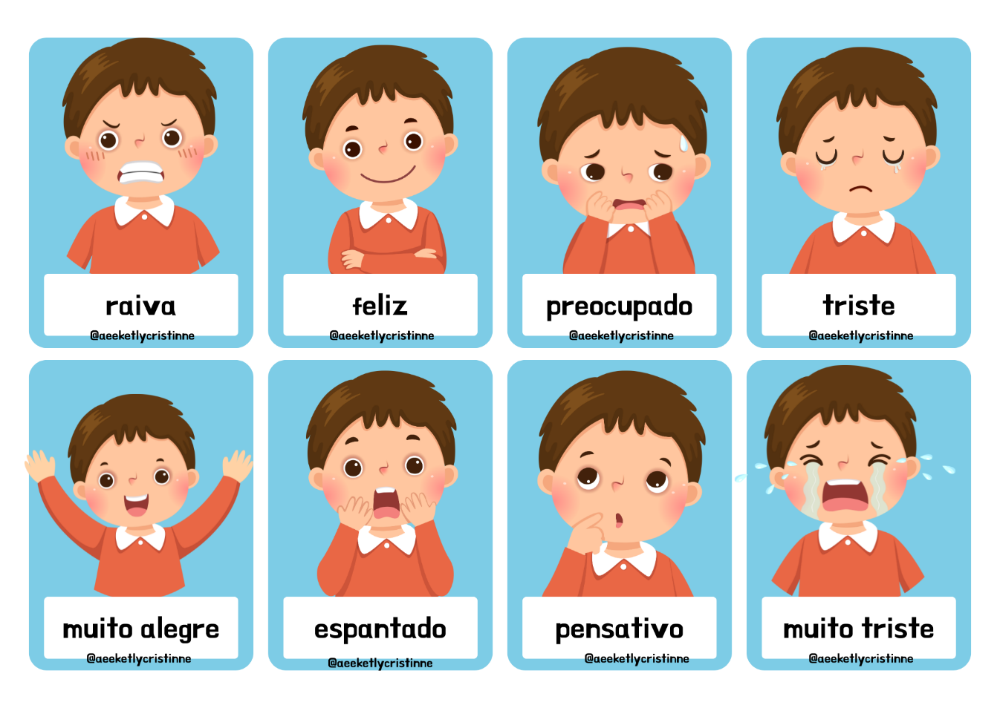 raiva
@aeeketlycristinne
feliz
@aeeketlycristinne
preocupado
@aeeketlycristinne
triste
@aeeketlycristinne
muito alegre
@aeeketlycristinne
espantado
@aeeketlycristinne
pensativo
@aeeketlycristinne
muito triste
@aeeketlycristinne